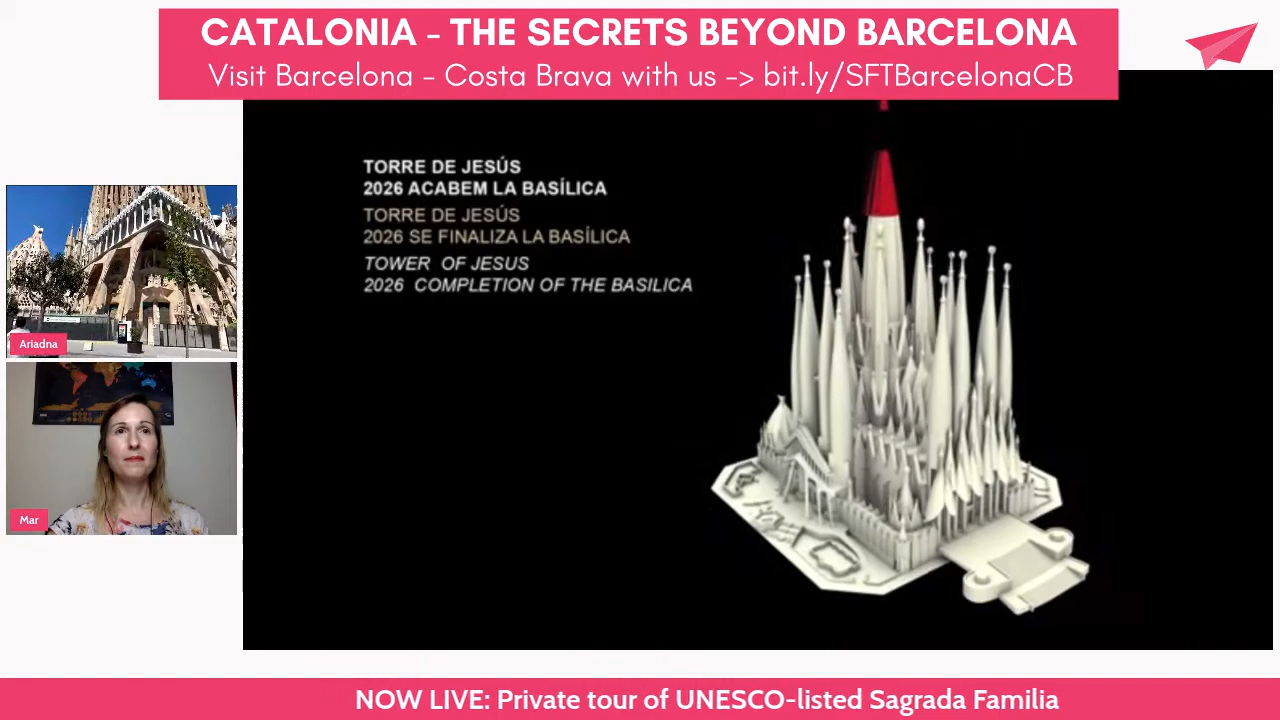 CATALONIA - THE SECRETS BEYOND BARCELONA
Visit Barcelona - Costa Brava with us -> bit.ly/SFTBarcelonaCB
TORRE DE JESÚS
2026 ACABEM LA BASÍLICA
TORRE DE JESÚS
2026 SE FINALIZA LA BASÍLICA
TOWER OF JESUS
2026 COMPLETION OF THE BASILICA
Ariadna
Mar
NOW LIVE: Private tour of UNESCO-listed Sagrada Familia